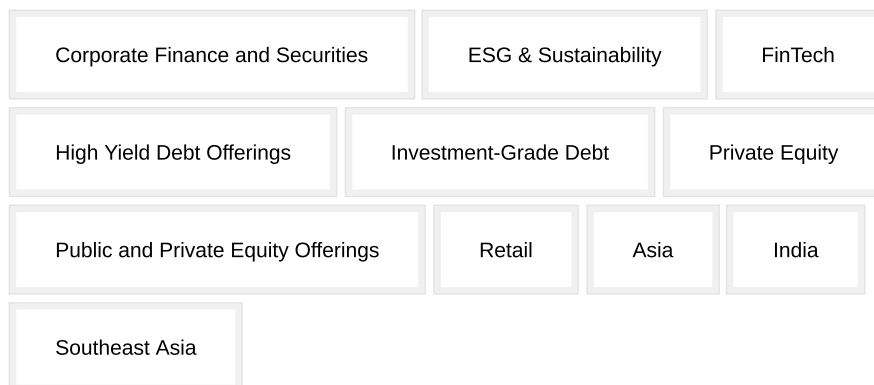 Corporate Finance and Securities ESG & Sustainability FinTech
High Yield Debt Offerings Investment-Grade Debt Private Equity
Public and Private Equity Offerings Retail Asia India
Southeast Asia